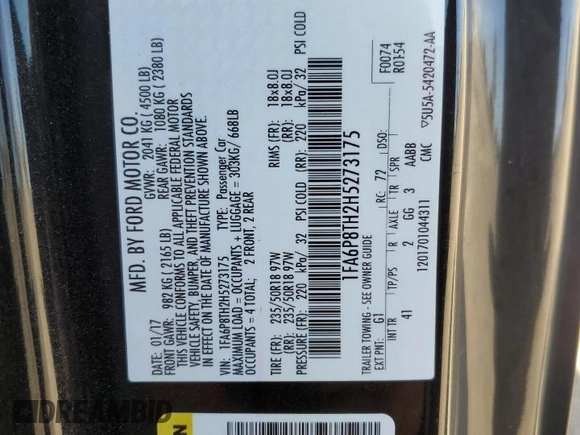 MFD. BY FORD MOTOR CO.
01/17 GVWR: 2041 KG ( 4500 LB)
FRONT GAWR: 982 KG ( 2165 LB) REAR GAWR: 1080 KG ( 2380 LB)
THIS VEHICLE CONFORMS TO ALL APPLICABLE FEDERAL MOTOR
VEHICLE SAFETY, BUMPER, AND THEFT PREVENTION STANDARDS
IN EFFECT ON THE DATE OF MANUFACTURE SHOWN ABOVE.
VIN: 1FA6P8TH2H5273175 TYPE: Passenger Car
MAXIMUM LOAD = OCCUPANTS + LUGGAGE = 303KG/ 668LB
OCCUPANTS = 4 TOTAL; 2 FRONT, 2 REAR
TIRE (FR): 235/50R18 97W RIMS (FR): 18x8.0J
(RR): 235/50R18 97W (RR): 18x8.0J
PRESSURE (FR): 220 kPa/ 32 PSI COLD (RR): 220 kPa/ 32 PSI COLD
1FA6P8TH2H5273175
TRAILER TOWING - SEE OWNER GUIDE
EXT PNT: G1 RC: 72 DSO: F0074
R01-54
INT TR TP/PS R AXLE TR SPR
41 2 GG 3 AABB
1201701044311 CMC ▽5U5A-5420472-AA
DREAMBID